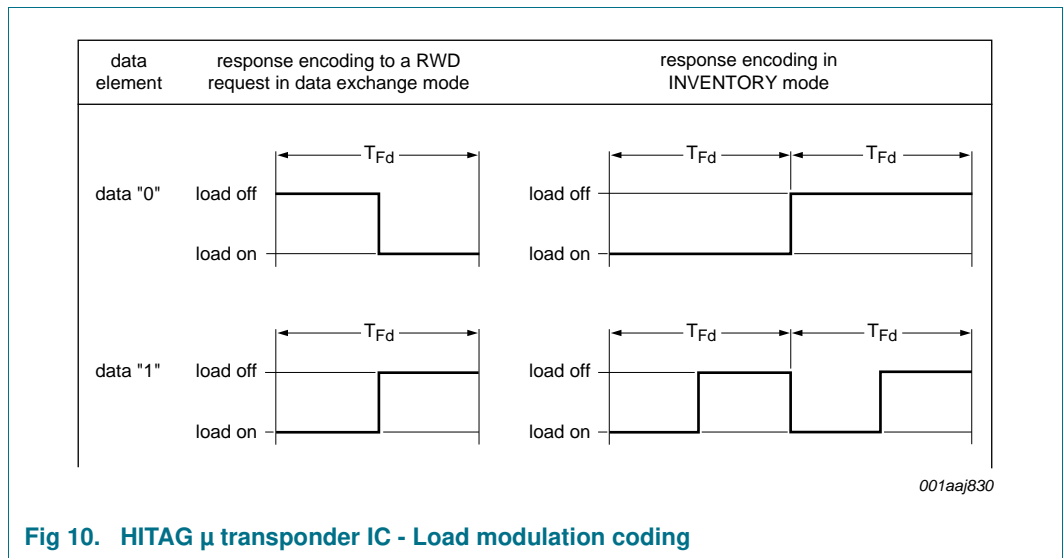 data element
response encoding to a RWD request in data exchange mode
response encoding in INVENTORY mode
TFd
TFd
TFd
data "0"
load off
load on
load off
load on
TFd
TFd
TFd
data "1"
load off
load on
load off
load on
001aaj830
Fig 10. HITAG µ transponder IC - Load modulation coding